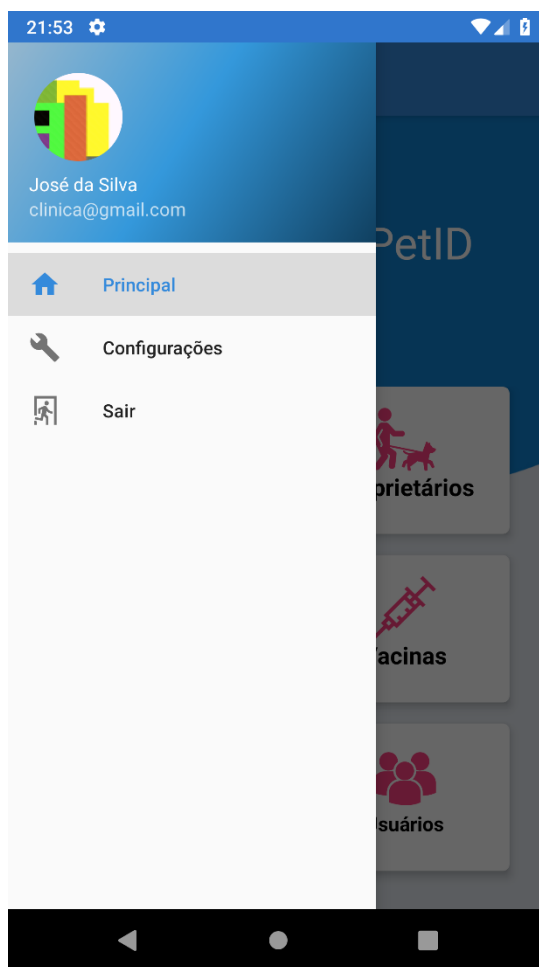 21:53
José da Silva
clinica@gmail.com
PetID
Principal
Configurações
Sair
prietários
acinas
suários